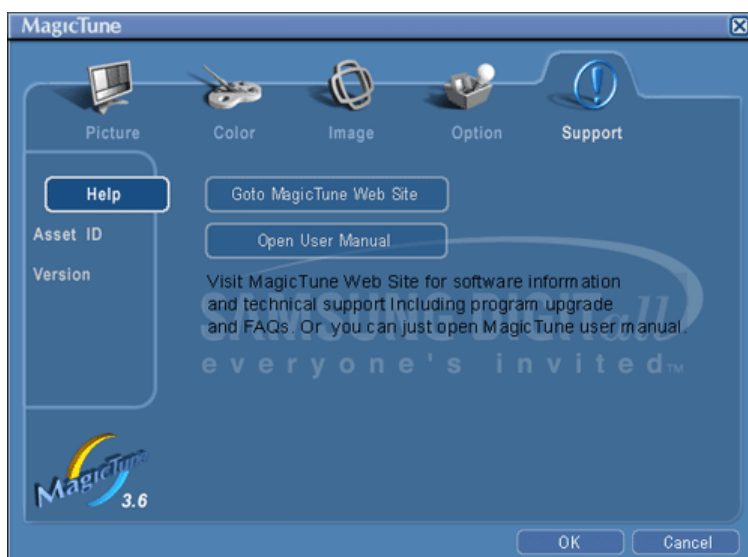 MagicTune
Picture
Color
Image
Option
Support
Help
Asset ID
Version
Goto MagicTune Web Site
Open User Manual
Visit MagicTune Web Site for software information
and technical support Including program upgrade
and FAQs. Or you can just open MagicTune user manual.
SAMSUNG DIGITall
everyone's invited™
MagicTune
3.6
OK
Cancel